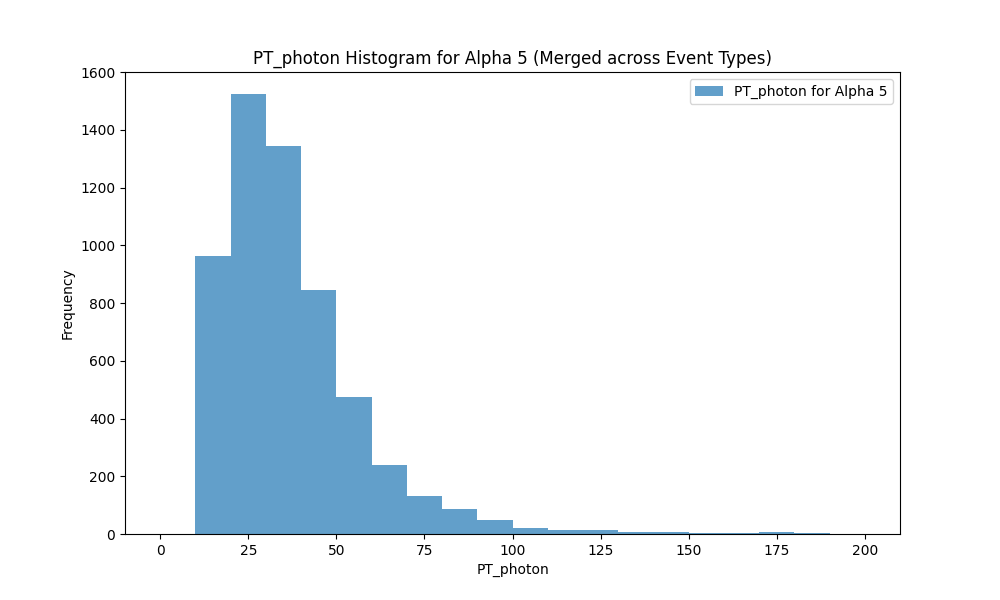 PT_photon Histogram for Alpha 5 (Merged across Event Types)
PT_photon for Alpha 5
1600
1400
1200
1000
800
600
400
200
0
Frequency
0 25 50 75 100 125 150 175 200
PT_photon